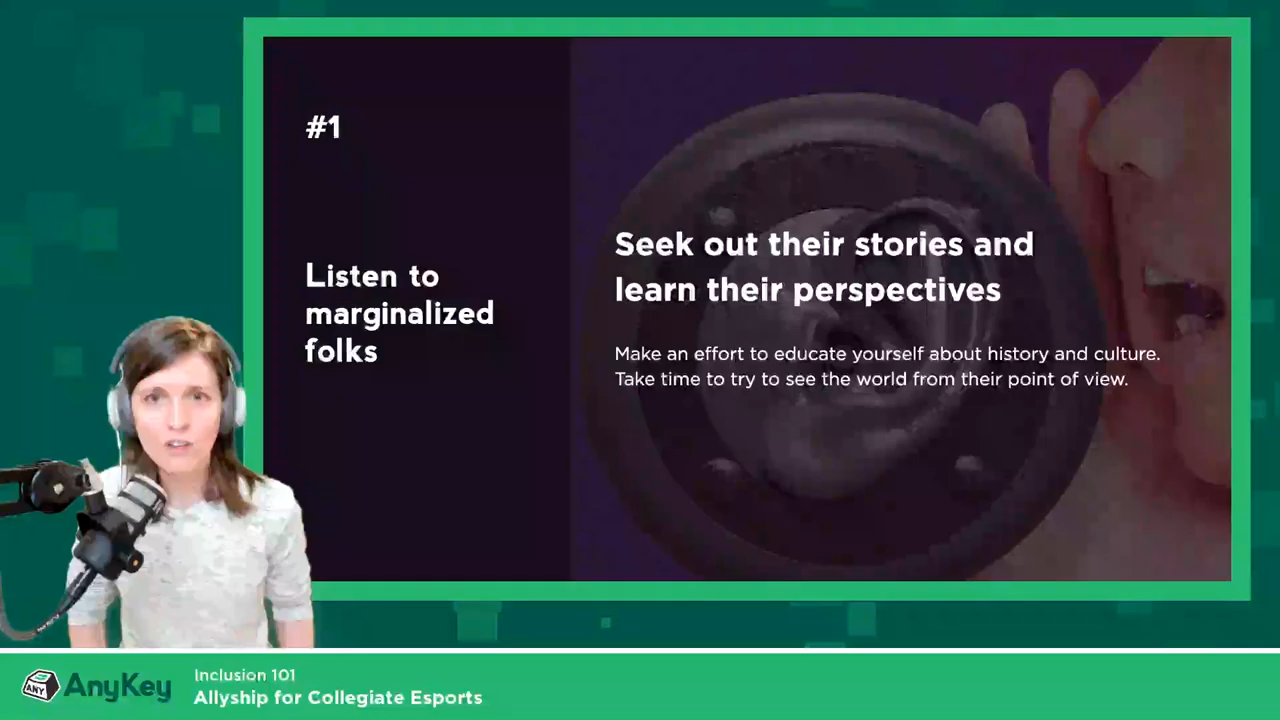 #1
Listen to
marginalized
folks
Seek out their stories and
learn their perspectives
Make an effort to educate yourself about history and culture.
Take time to try to see the world from their point of view.
ANY
AnyKey
Inclusion 101
Allyship for Collegiate Esports